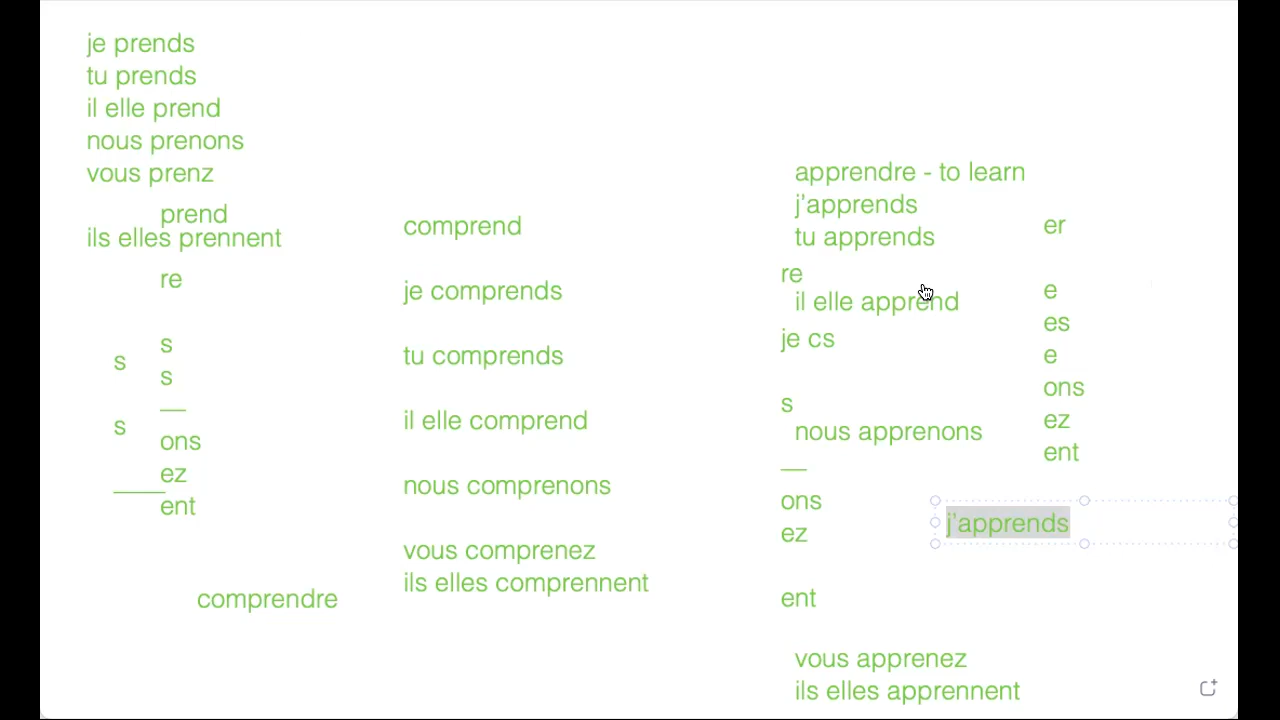 je prends
tu prends
il elle prend
nous prenons
vous prenz
ils elles prennent
prend
re
s
s
—
ons
ez
ent
s
s
____
comprendre
comprend
je comprends
tu comprends
il elle comprend
nous comprenons
vous comprenez
ils elles comprennent
apprendre - to learn
j'apprends
tu apprends
il elle apprend
nous apprenons
vous apprenez
ils elles apprennent
re
je cs
s
—
ons
ez
ent
er
e
es
e
ons
ez
ent
j'apprends